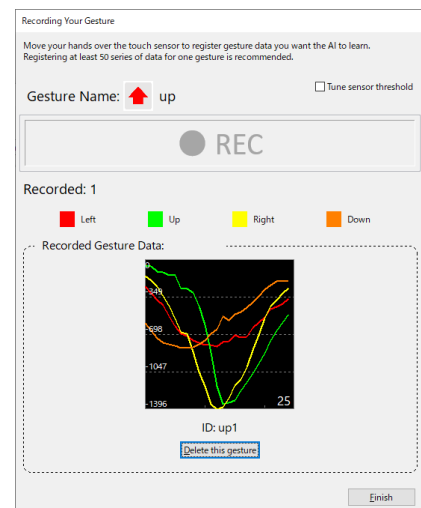 Recording Your Gesture
Move your hands over the touch sensor to register gesture data you want the AI to learn.
Registering at least 50 series of data for one gesture is recommended.
Tune sensor threshold
Gesture Name: up
REC
Recorded: 1
Left Up Right Down
Recorded Gesture Data:
0
-349
-698
-1047
-1396
25
ID: up1
Delete this gesture
Finish